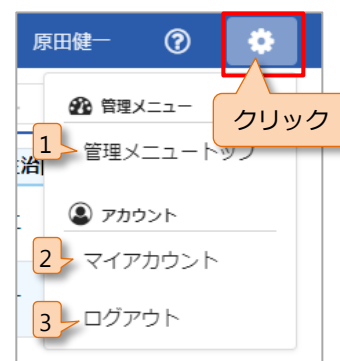 原田健一
クリック
管理メニュー
1
管理メニュートップ
治
アカウント
2
マイアカウント
3
ログアウト